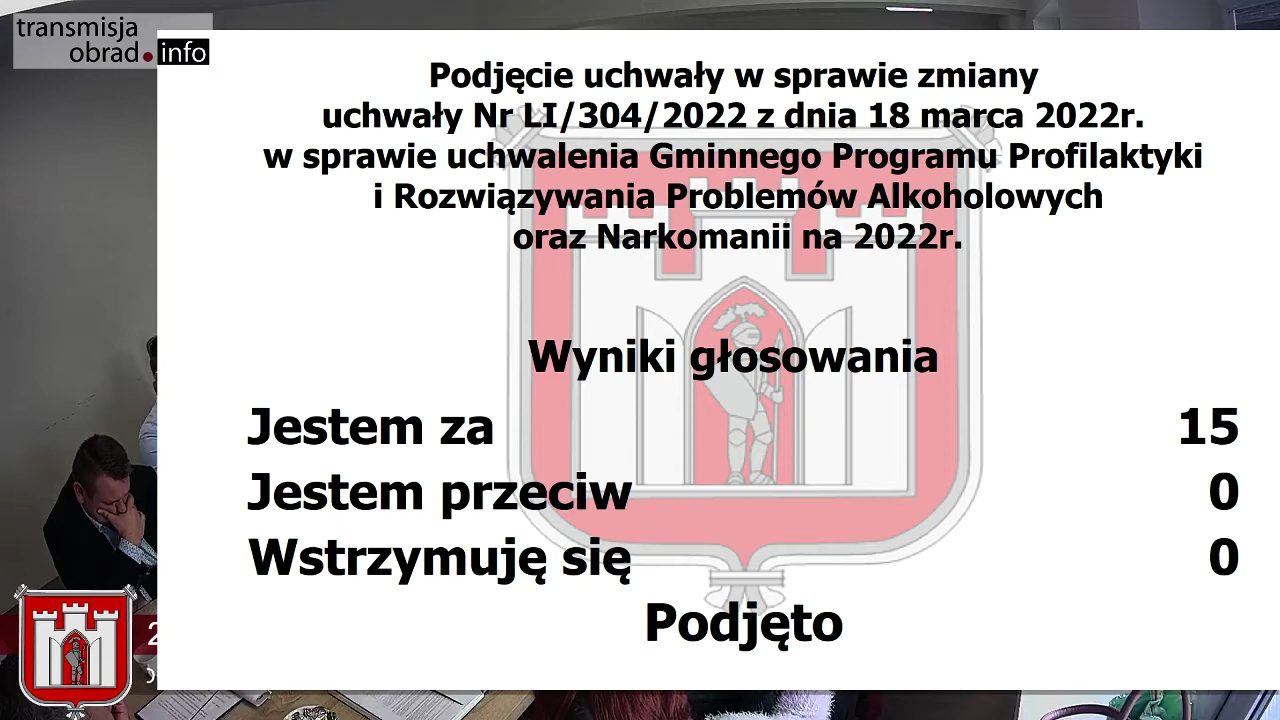 transmisja
obrad.info
Podjęcie uchwały w sprawie zmiany
uchwały Nr LI/304/2022 z dnia 18 marca 2022r.
w sprawie uchwalenia Gminnego Programu Profilaktyki
i Rozwiązywania Problemów Alkoholowych
oraz Narkomanii na 2022r.
Wyniki głosowania
Jestem za 15
Jestem przeciw 0
Wstrzymuję się 0
Podjęto